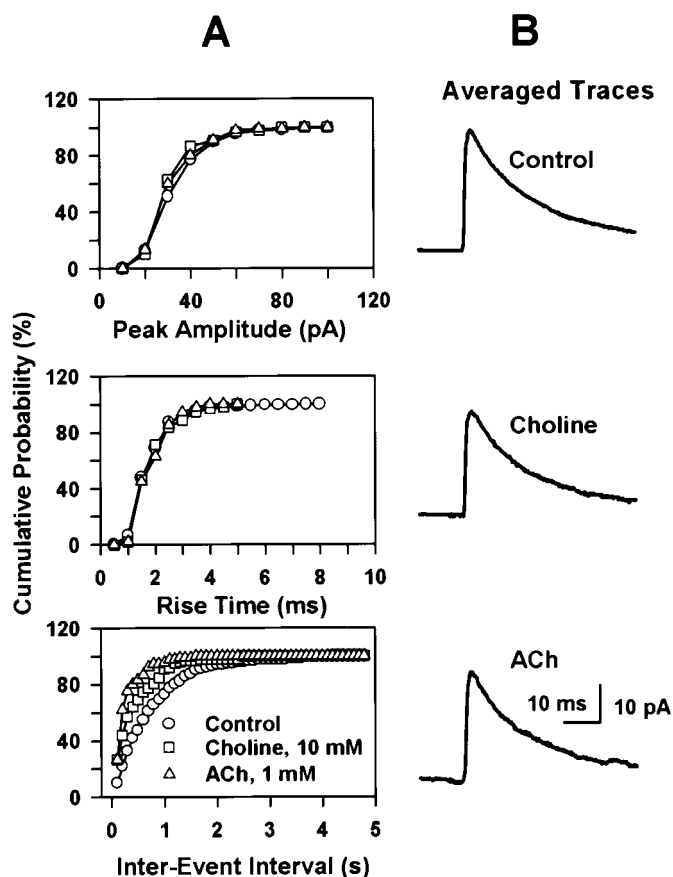 A
B
Averaged Traces
Cumulative Probability (%)
120
80
40
0
0 40 80 120
Peak Amplitude (pA)
Control
120
80
40
0
0 2 4 6 8 10
Rise Time (ms)
Choline
120
80
40
0
Control
Choline, 10 mM
ACh, 1 mM
0 1 2 3 4 5
Inter-Event Interval (s)
ACh
10 ms
10 pA